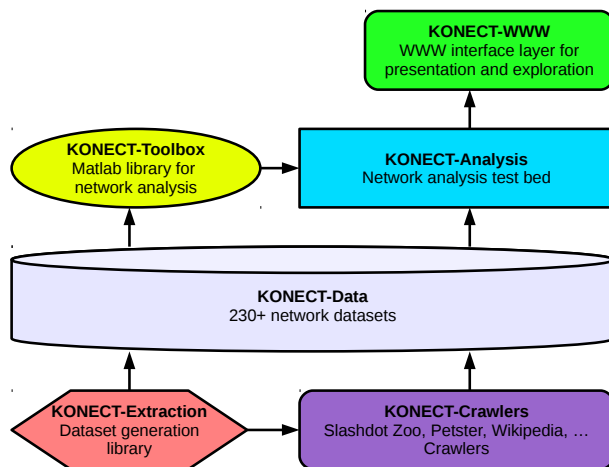 KONECT-WWW
WWW interface layer for
presentation and exploration
KONECT-Toolbox
Matlab library for
network analysis
KONECT-Analysis
Network analysis test bed
KONECT-Data
230+ network datasets
KONECT-Extraction
Dataset generation
library
KONECT-Crawlers
Slashdot Zoo, Petster, Wikipedia, …
Crawlers